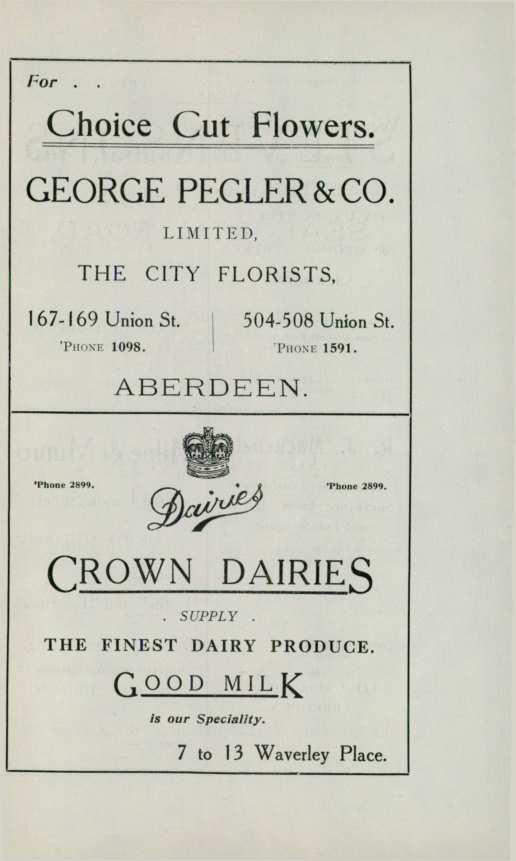 For . .
Choice Cut Flowers.
GEORGE PEGLER & CO.
LIMITED,
THE CITY FLORISTS,
167-169 Union St.
'PHONE 1098.
504-508 Union St.
'PHONE 1591.
ABERDEEN.
'Phone 2899.
'Phone 2899.
Dairies
CROWN DAIRIES
. SUPPLY .
THE FINEST DAIRY PRODUCE.
GOOD MILK
is our Speciality.
7 to 13 Waverley Place.